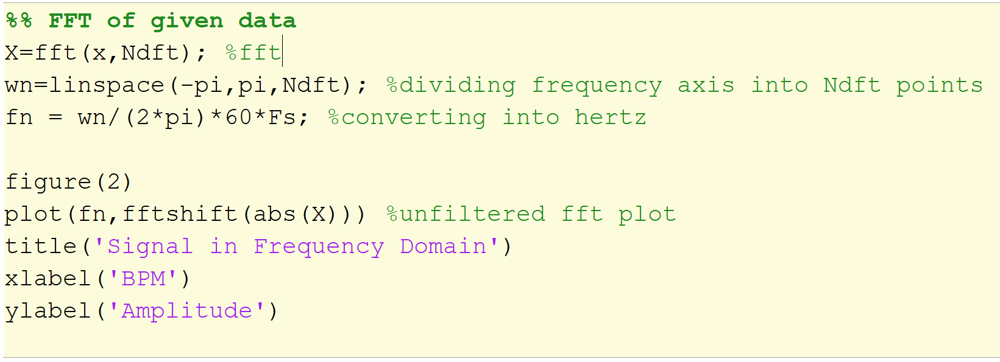 %% FFT of given data
X=fft(x,Ndft); %fft
wn=linspace(-pi,pi,Ndft); %dividing frequency axis into Ndft points
fn = wn/(2*pi)*60*Fs; %converting into hertz
figure(2)
plot(fn,fftshift(abs(X))) %unfiltered fft plot
title('Signal in Frequency Domain')
xlabel('BPM')
ylabel('Amplitude')